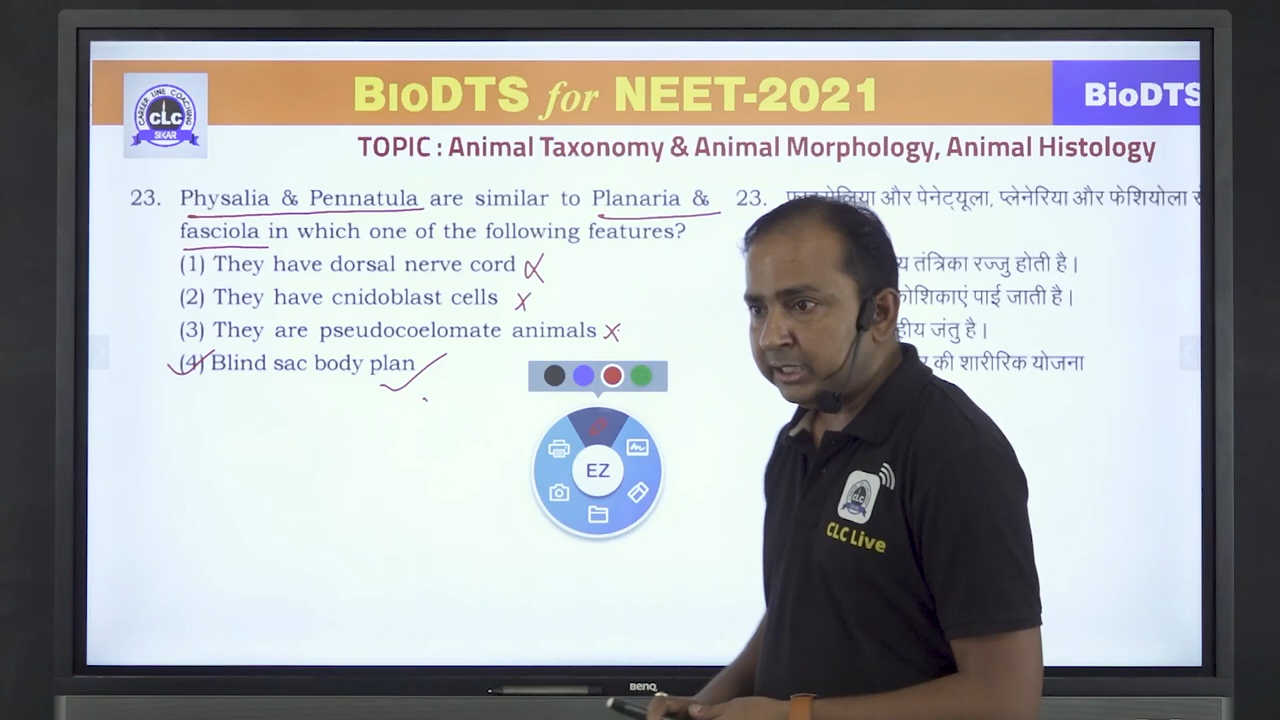 BIODTS for NEET-2021
BioDTS
CAREER LINE COACHING
CLC
SIKAR
TOPIC : Animal Taxonomy & Animal Morphology, Animal Histology
23. Physalia & Pennatula are similar to Planaria &
fasciola in which one of the following features?
(1) They have dorsal nerve cord
(2) They have cnidoblast cells
(3) They are pseudocoelomate animals
(4) Blind sac body plan
23. और पेनेट्यूला, प्लेनेरिया और फेशियोला
तंत्रिका रज्जु होती है।
कोशिकाएं पाई जाती है।
जंतु है।
की शारीरिक योजना
EZ
CLC
CLC Live
BenQ